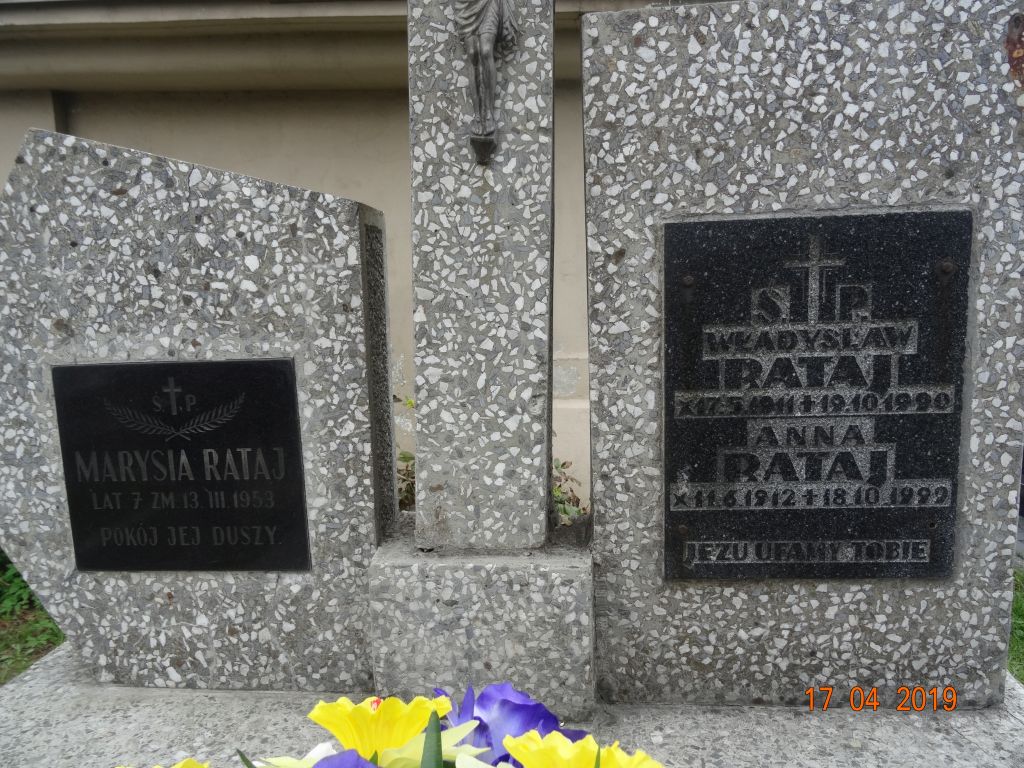 Ś. P.
MARYSIA RATAJ
LAT 7 ZM. 13. III. 1953
POKÓJ JEJ DUSZY.
Ś P.
WŁADYSŁAW
RATAJ
×17.5.1911 + 19.10.1990
ANNA
RATAJ
×11.6.1912 + 18.10.1999
JEZU UFAMY TOBIE
17 04 2019